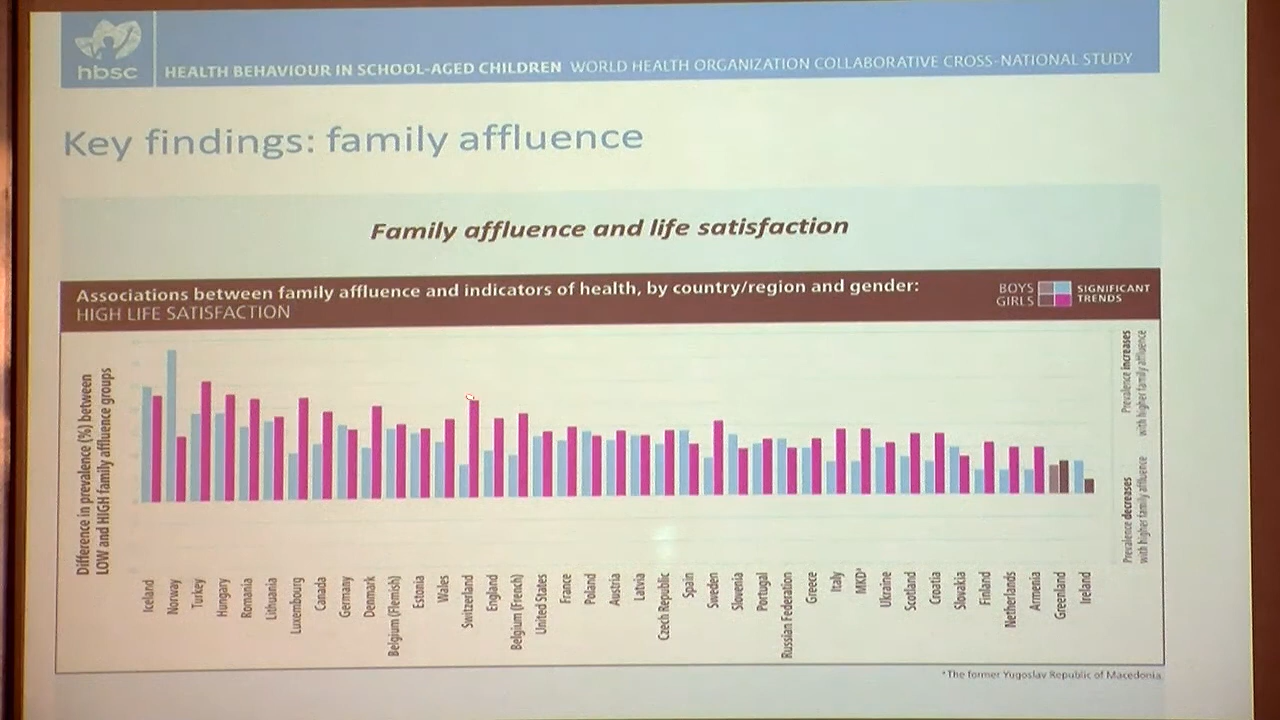 hbsc
HEALTH BEHAVIOUR IN SCHOOL-AGED CHILDREN WORLD HEALTH ORGANIZATION COLLABORATIVE CROSS-NATIONAL STUDY
Key findings: family affluence
Family affluence and life satisfaction
Associations between family affluence and indicators of health, by country/region and gender:
HIGH LIFE SATISFACTION
BOYS
GIRLS
SIGNIFICANT
TRENDS
Difference in prevalence (%) between
LOW and HIGH family affluence groups
Prevalence increases
with higher family affluence
Prevalence decreases
with higher family affluence
Iceland
Norway
Turkey
Hungary
Romania
Lithuania
Luxembourg
Canada
Germany
Denmark
Belgium (Flemish)
Estonia
Wales
Switzerland
England
Belgium (French)
United States
France
Poland
Austria
Latvia
Czech Republic
Spain
Sweden
Slovenia
Portugal
Russian Federation
Greece
Italy
MKD*
Ukraine
Scotland
Croatia
Slovakia
Finland
Netherlands
Armenia
Greenland
Ireland
* The former Yugoslav Republic of Macedonia